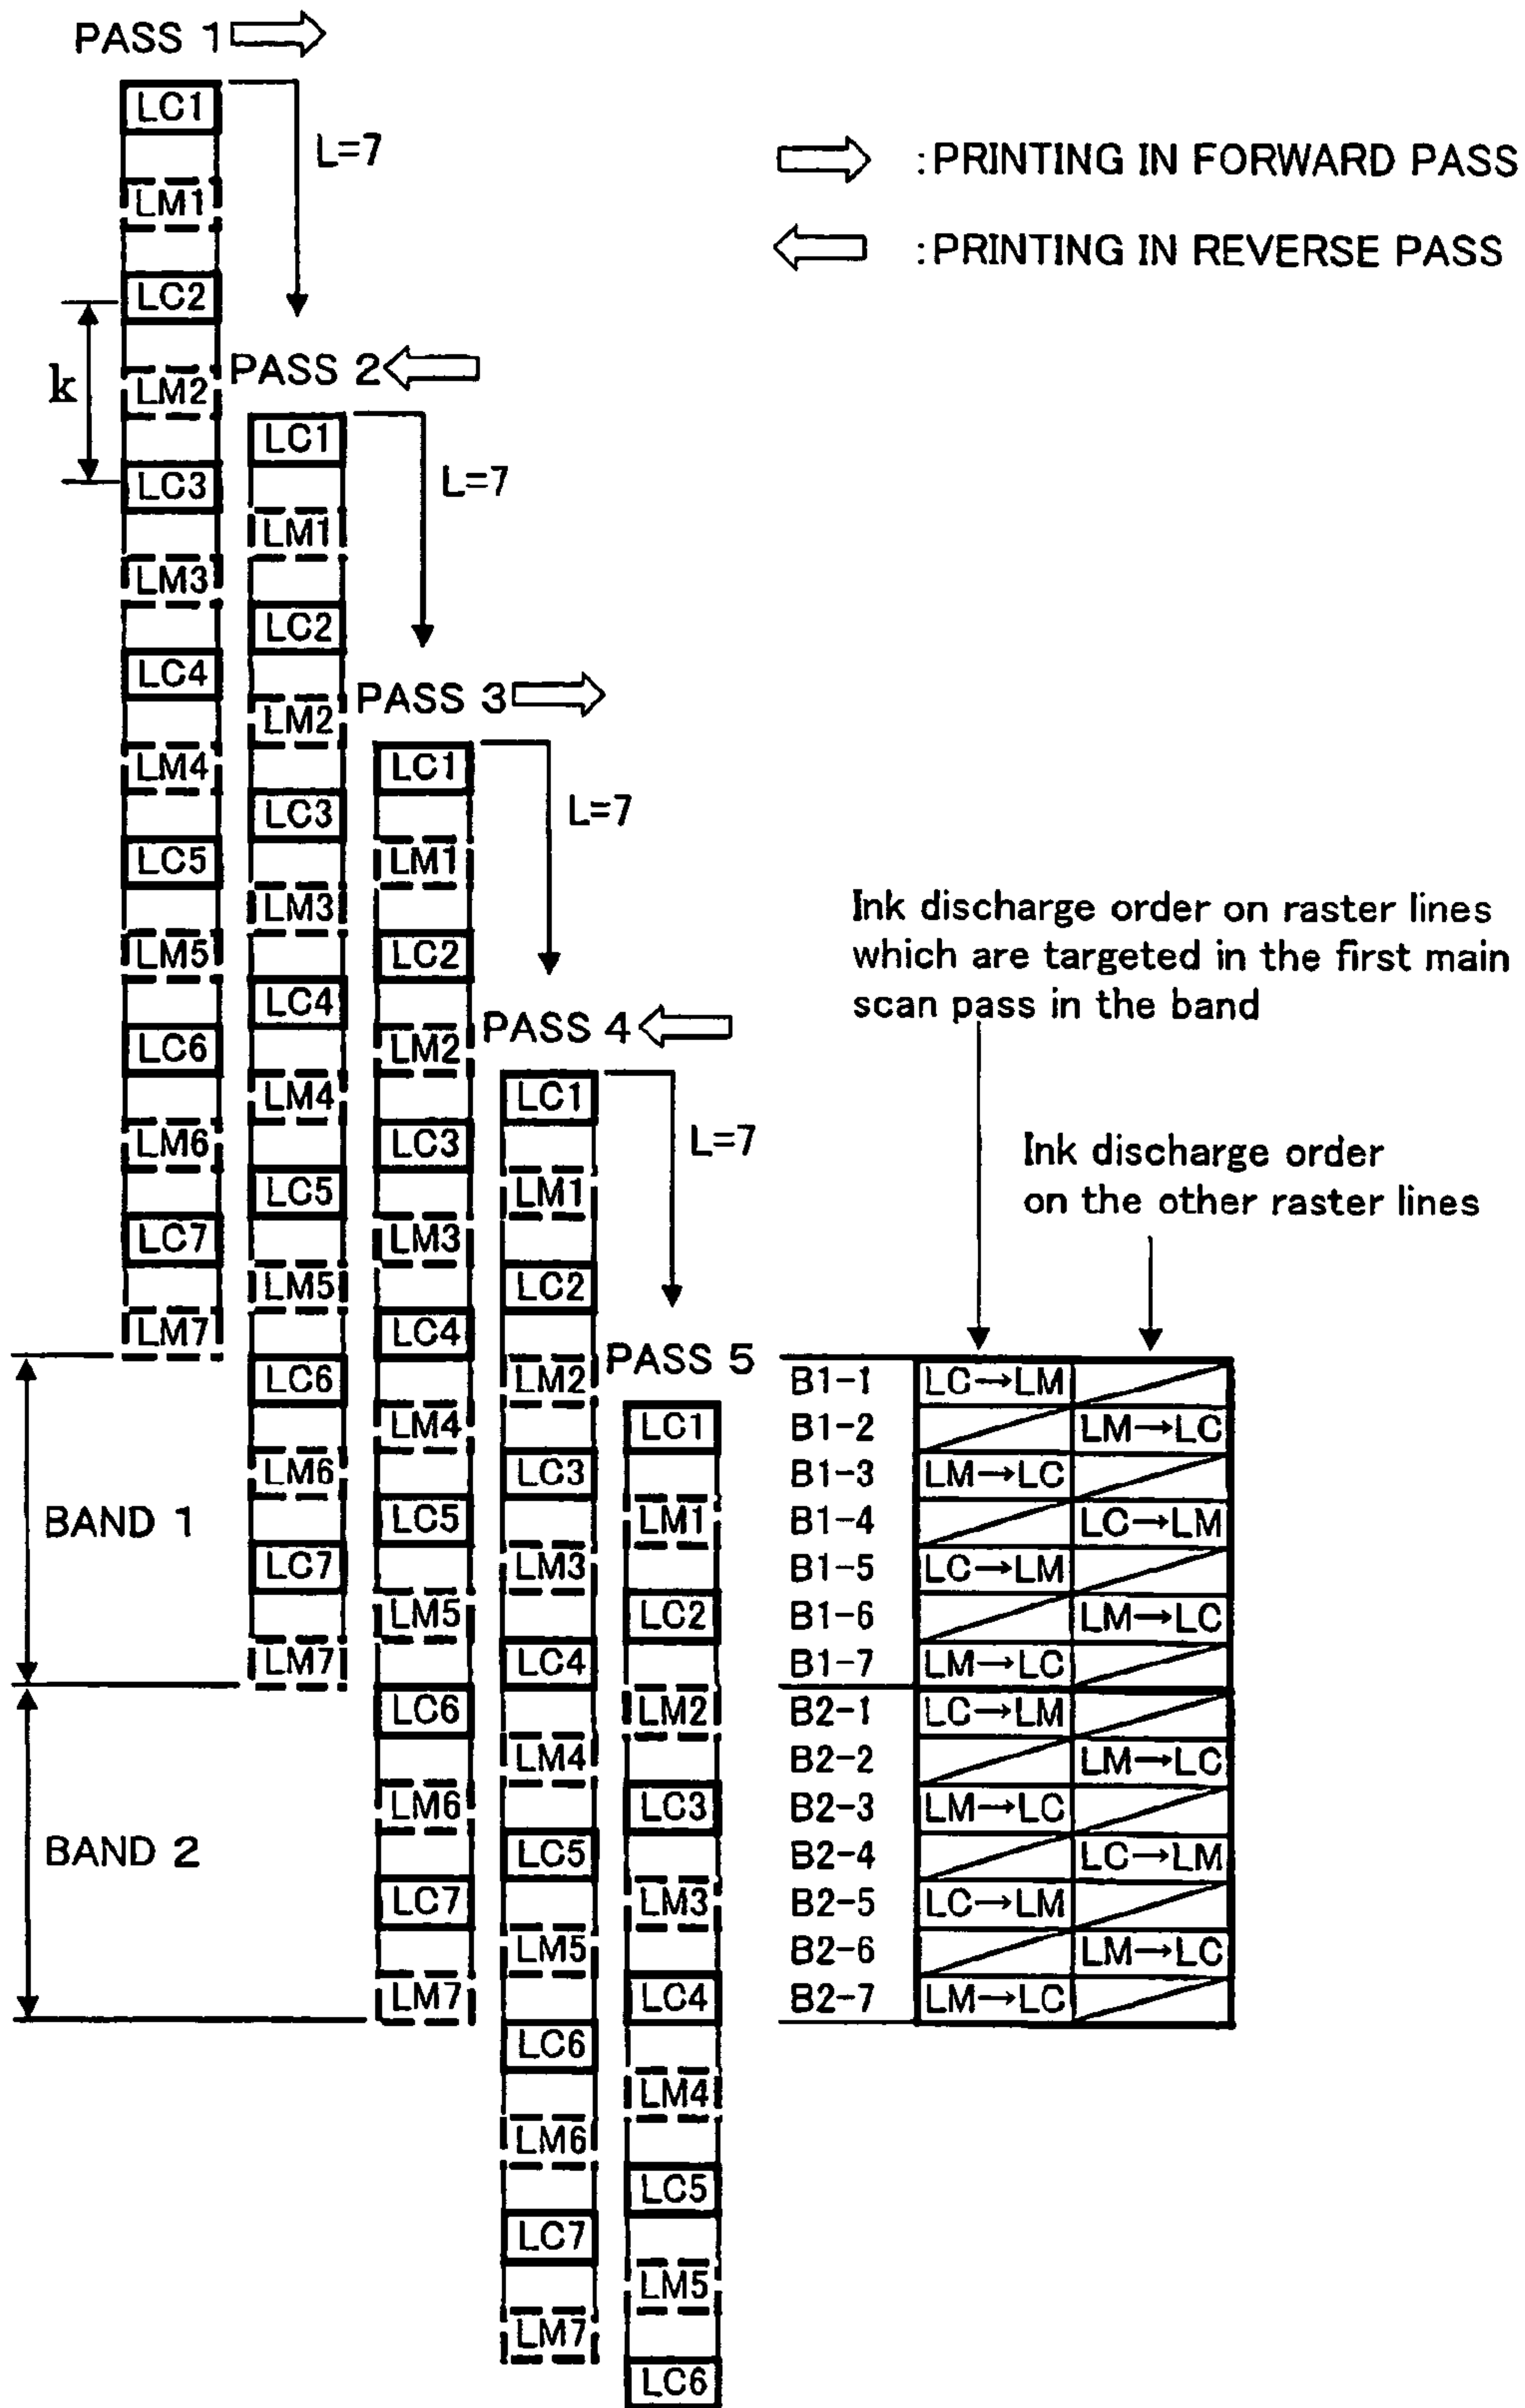 PASS 1
LC1
L=7
LM1
LC2
k
LM2
LC3
LM3
LC4
LM4
LC5
LM5
LC6
LM6
LC7
LM7
:PRINTING IN FORWARD PASS
:PRINTING IN REVERSE PASS
PASS 2
LC1
L=7
LM1
LC2
LM2
LC3
LM3
LC4
LM4
LC5
LM5
LC6
LM6
LC7
LM7
PASS 3
LC1
L=7
LM1
LC2
LM2
LC3
LM3
LC4
LM4
LC5
LM5
LC6
LM6
LC7
LM7
PASS 4
LC1
L=7
LM1
LC2
LM2
LC3
LM3
LC4
LM4
LC5
LM5
LC6
LM6
LC7
LM7
PASS 5
LC1
LM1
LC2
LM2
LC3
LM3
LC4
LM4
LC5
LM5
LC6
BAND 1
BAND 2
Ink discharge order on raster lines
which are targeted in the first main
scan pass in the band
Ink discharge order
on the other raster lines
B1-1 LC→LM
B1-2 LM→LC
B1-3 LM→LC
B1-4 LC→LM
B1-5 LC→LM
B1-6 LM→LC
B1-7 LM→LC
B2-1 LC→LM
B2-2 LM→LC
B2-3 LM→LC
B2-4 LC→LM
B2-5 LC→LM
B2-6 LM→LC
B2-7 LM→LC